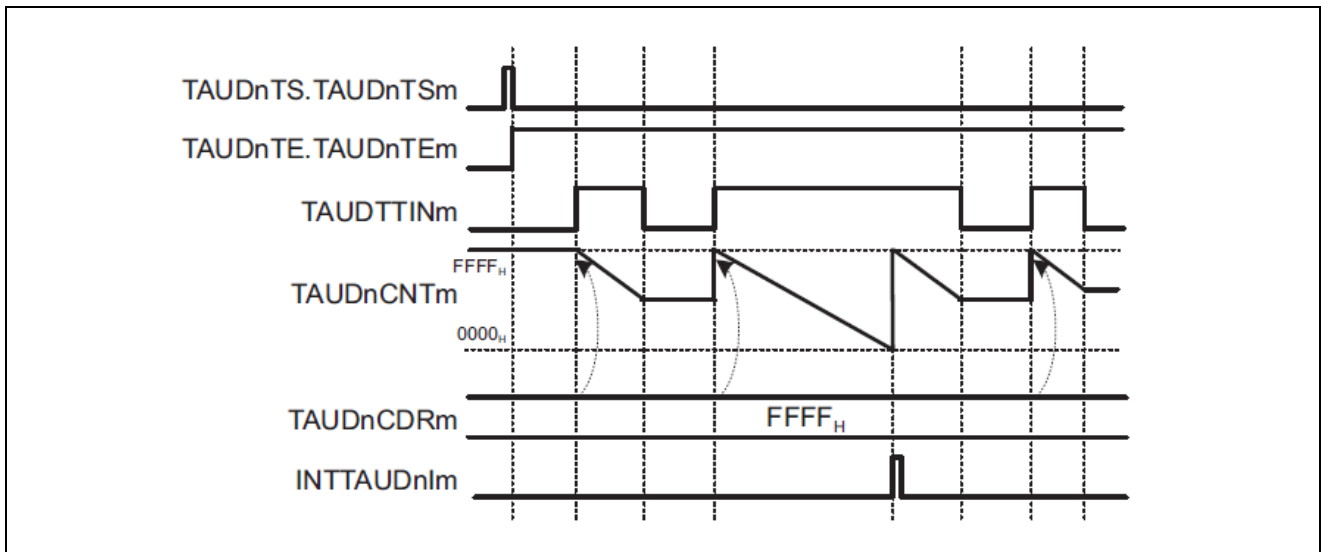 TAUDnTS.TAUDnTSm
TAUDnTE.TAUDnTEm
TAUDTTINm
FFFFH
TAUDnCNTm
0000H
TAUDnCDRm
FFFFH
INTTAUDnIm